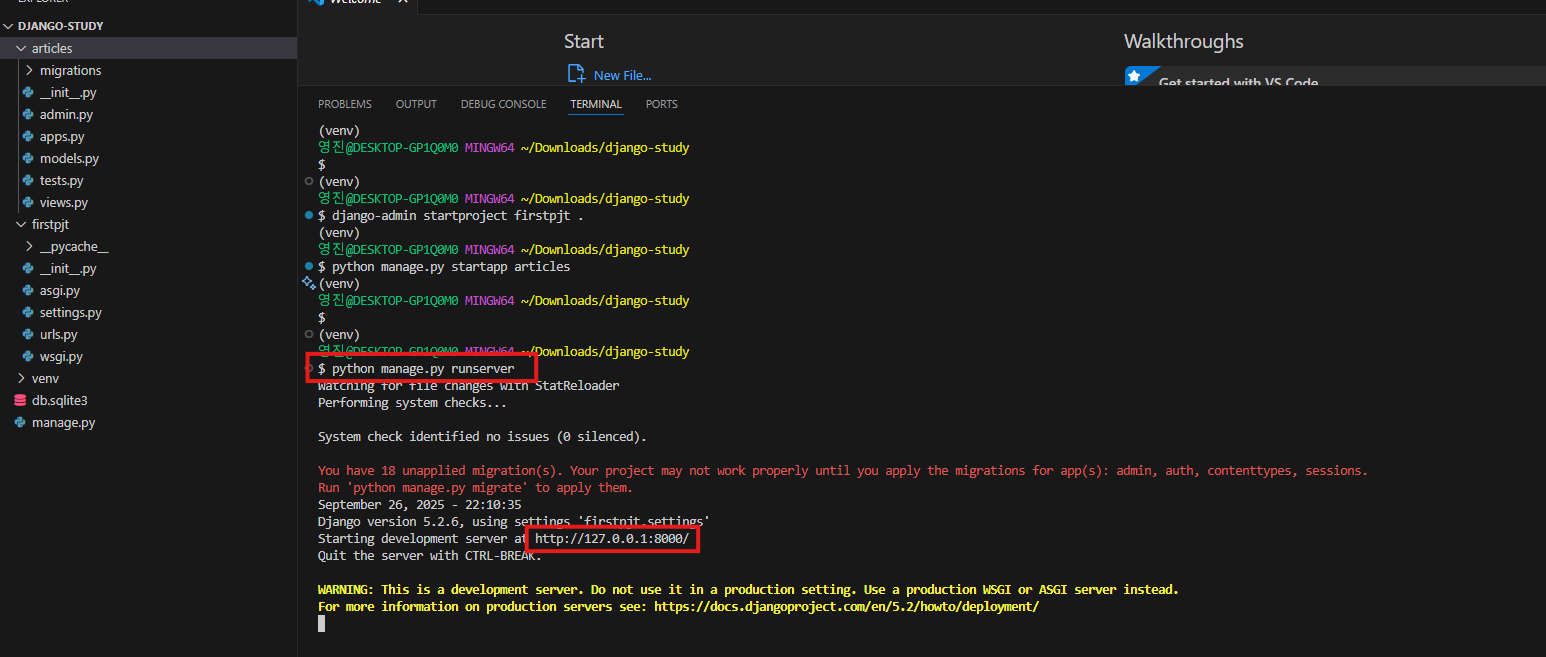 EXPLORER
DJANGO-STUDY
articles
migrations
__init__.py
admin.py
apps.py
models.py
tests.py
views.py
firstpjt
__pycache__
__init__.py
asgi.py
settings.py
urls.py
wsgi.py
venv
db.sqlite3
manage.py
Welcome
Start
New File...
Walkthroughs
Get started with VS Code
PROBLEMS OUTPUT DEBUG CONSOLE TERMINAL PORTS
(venv)
영진@DESKTOP-GP1Q0M0 MINGW64 ~/Downloads/django-study
$
(venv)
영진@DESKTOP-GP1Q0M0 MINGW64 ~/Downloads/django-study
$ django-admin startproject firstpjt .
(venv)
영진@DESKTOP-GP1Q0M0 MINGW64 ~/Downloads/django-study
$ python manage.py startapp articles
(venv)
영진@DESKTOP-GP1Q0M0 MINGW64 ~/Downloads/django-study
$
(venv)
영진@DESKTOP-GP1Q0M0 MINGW64 ~/Downloads/django-study
$ python manage.py runserver
Watching for file changes with StatReloader
Performing system checks...
System check identified no issues (0 silenced).
You have 18 unapplied migration(s). Your project may not work properly until you apply the migrations for app(s): admin, auth, contenttypes, sessions.
Run 'python manage.py migrate' to apply them.
September 26, 2025 - 22:10:35
Django version 5.2.6, using settings 'firstpjt.settings'
Starting development server at http://127.0.0.1:8000/
Quit the server with CTRL-BREAK.
WARNING: This is a development server. Do not use it in a production setting. Use a production WSGI or ASGI server instead.
For more information on production servers see: https://docs.djangoproject.com/en/5.2/howto/deployment/